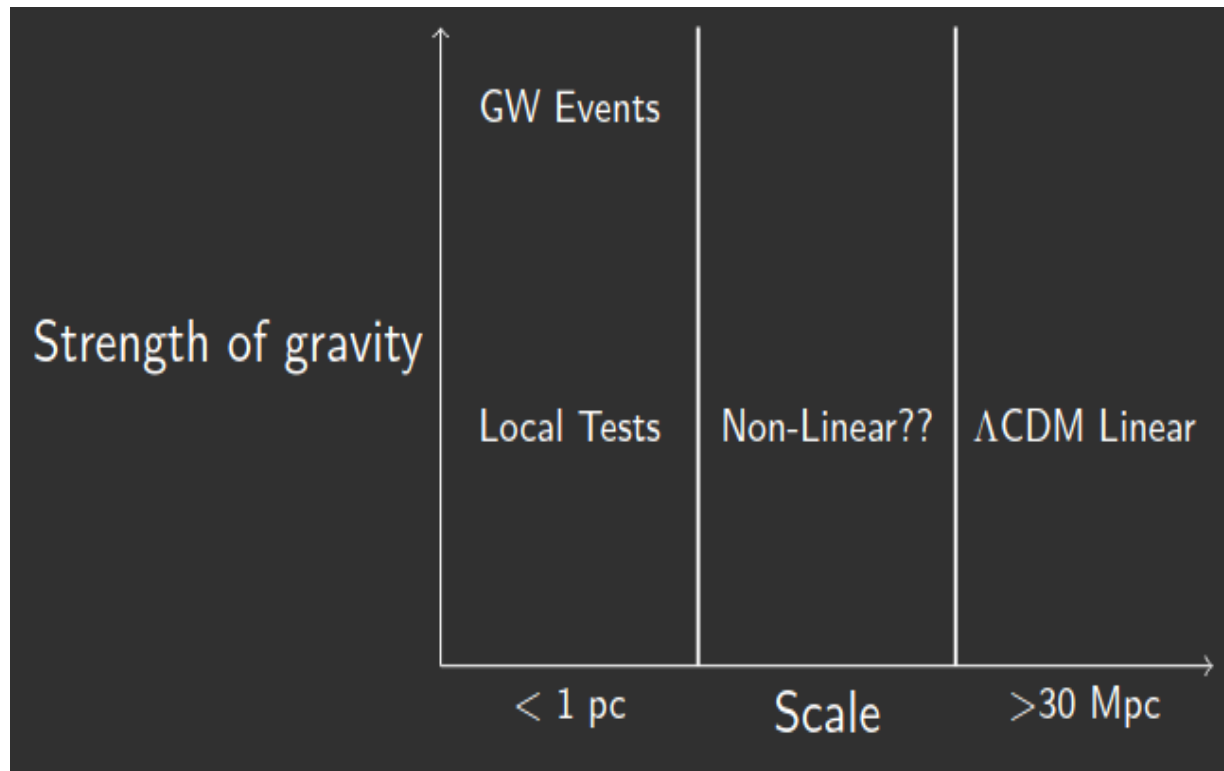 GW Events
Strength of gravity
Local Tests
Non-Linear??
ΛCDM Linear
< 1 pc
Scale
>30 Mpc